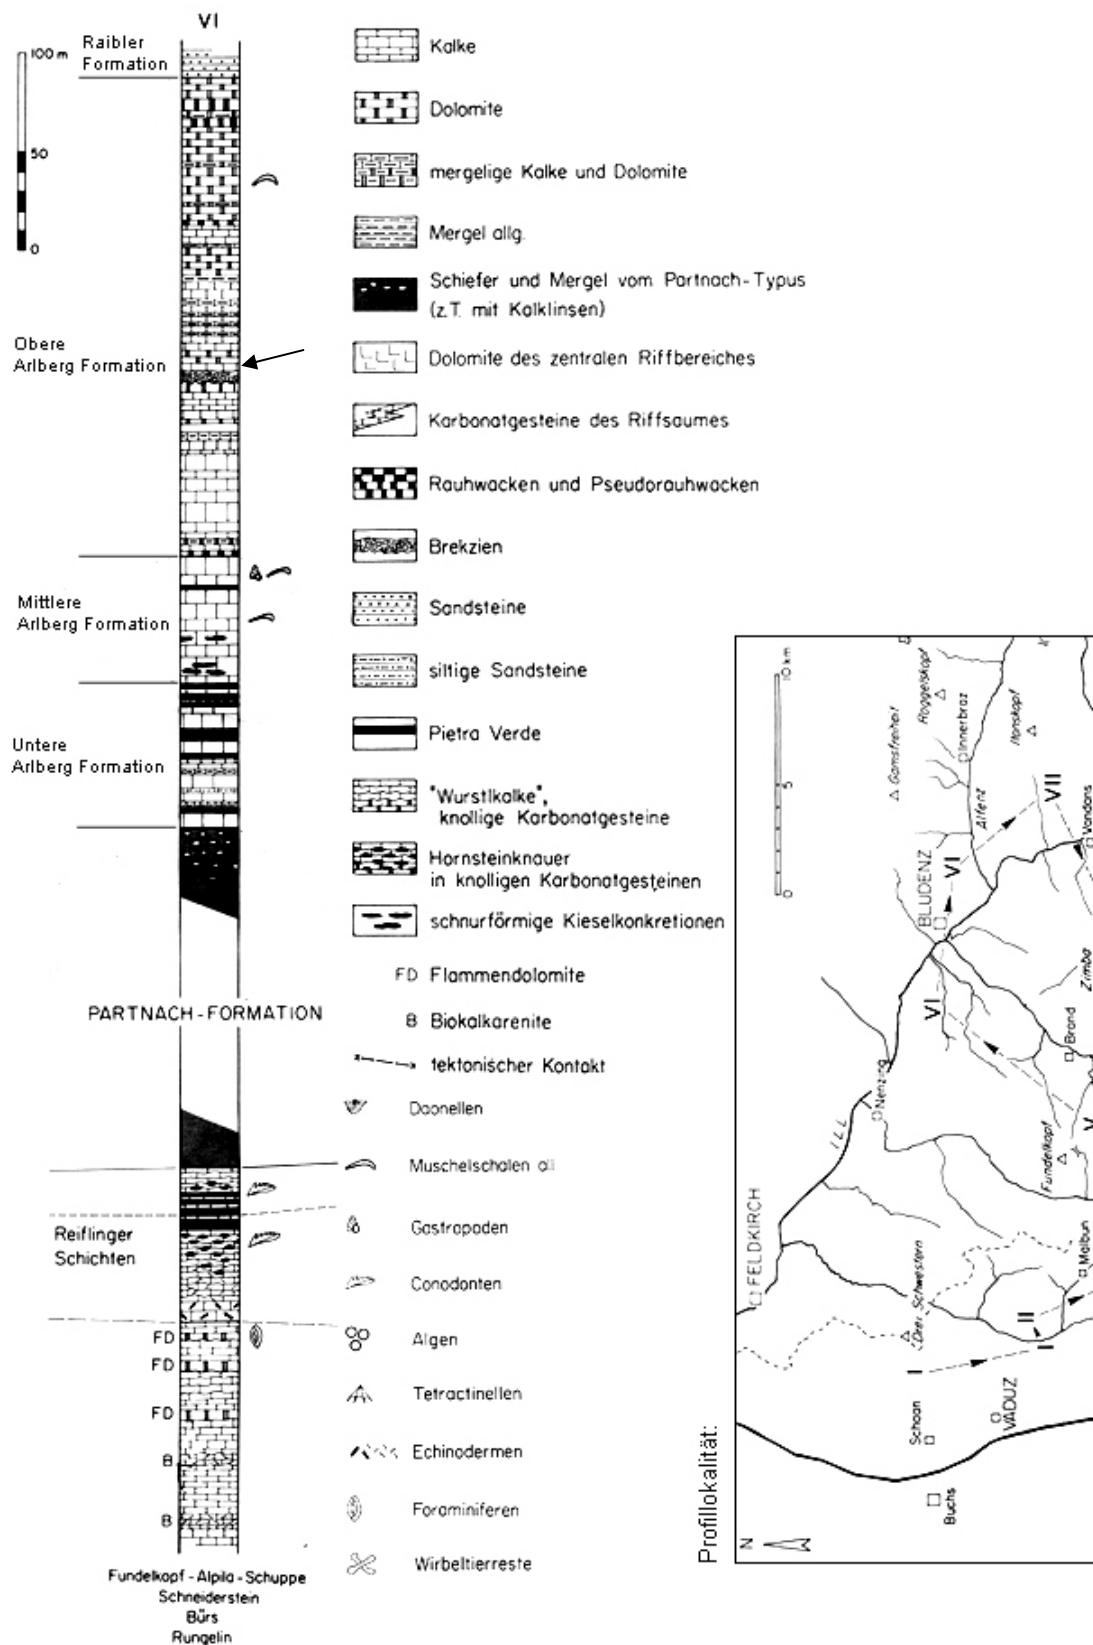 VI
100 m
50
0
Raibler
Formation
Obere
Arlberg Formation
Mittlere
Arlberg Formation
Untere
Arlberg Formation
PARTNACH-FORMATION
Reiflinger
Schichten
FD
FD
FD
B
B
Fundelkopf-Alpila-Schuppe
Schneiderstein
Bürs
Rungelin
Kalke
Dolomite
mergelige Kalke und Dolomite
Mergel allg.
Schiefer und Mergel vom Partnach-Typus
(z.T. mit Kalklinsen)
Dolomite des zentralen Riffbereiches
Karbonatgesteine des Riffsaumes
Rauhwacken und Pseudorauhwacken
Brekzien
Sandsteine
siltige Sandsteine
Pietra Verde
"Wurstlkalke",
knollige Karbonatgesteine
Hornsteinknauer
in knolligen Karbonatgesteinen
schnurförmige Kieselkonkretionen
FD Flammendolomite
B Biokalkarenite
tektonischer Kontakt
Daonellen
Muschelschalen all
Gastrapoden
Conodonten
Algen
Tetractinellen
Echinodermen
Foraminiferen
Wirbeltierreste
Profillokalität:
N
Buchs
Schaan
VADUZ
I
I
II
Drei Schwestern
Malbun
FELDKIRCH
Nenzing
ILL
Fundelkopf
V
Brand
Zimba
VI
BLUDENZ
VI
Alfenz
VII
Vandans
Gamsfreiheit
Roggelskopf
Innerbraz
Itonskopf
0
5
10 km